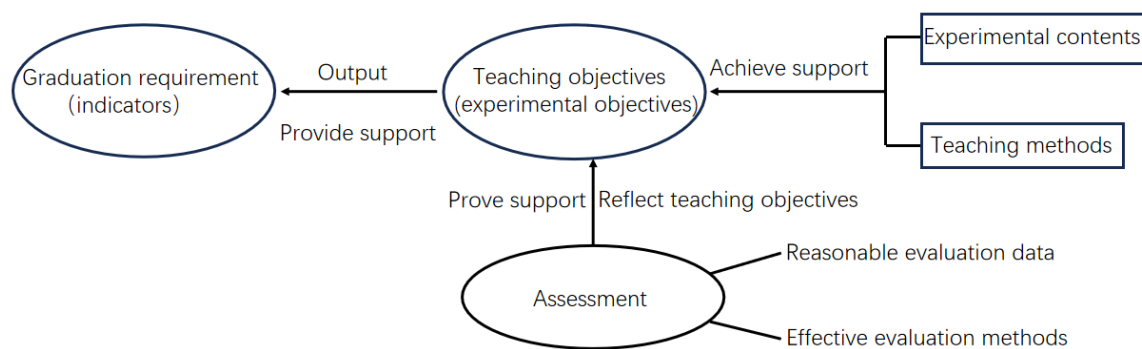 Graduation requirement
（indicators）
Output
Provide support
Teaching objectives
(experimental objectives)
Achieve support
Experimental contents
Teaching methods
Prove support
Reflect teaching objectives
Assessment
Reasonable evaluation data
Effective evaluation methods